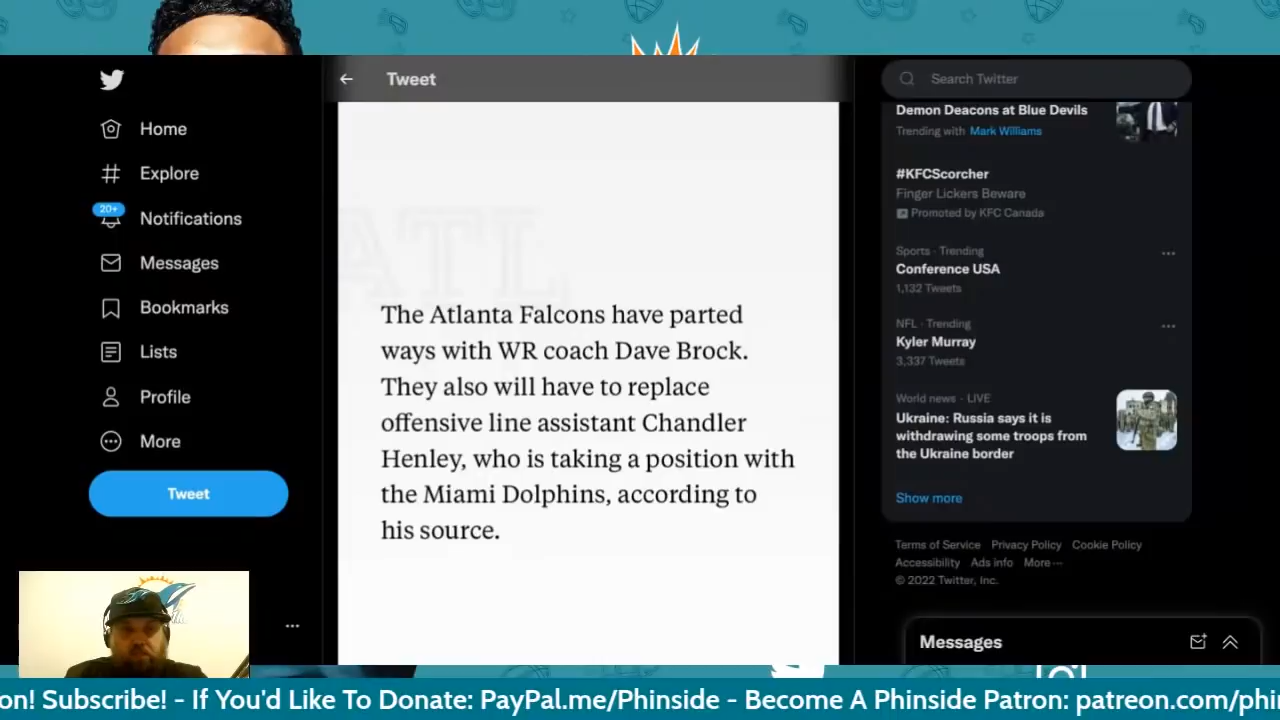 Tweet
Search Twitter
Home
Explore
20+
Notifications
Messages
Bookmarks
Lists
Profile
More
Tweet
ATL
The Atlanta Falcons have parted
ways with WR coach Dave Brock.
They also will have to replace
offensive line assistant Chandler
Henley, who is taking a position with
the Miami Dolphins, according to
his source.
Demon Deacons at Blue Devils
Trending with Mark Williams
#KFCScorcher
Finger Lickers Beware
Promoted by KFC Canada
Sports · Trending
Conference USA
1,132 Tweets
NFL · Trending
Kyler Murray
3,337 Tweets
World news · LIVE
Ukraine: Russia says it is
withdrawing some troops from
the Ukraine border
Show more
Terms of Service Privacy Policy Cookie Policy
Accessibility Ads info More ···
© 2022 Twitter, Inc.
Messages
on! Subscribe! - If You'd Like To Donate: PayPal.me/Phinside - Become A Phinside Patron: patreon.com/phi